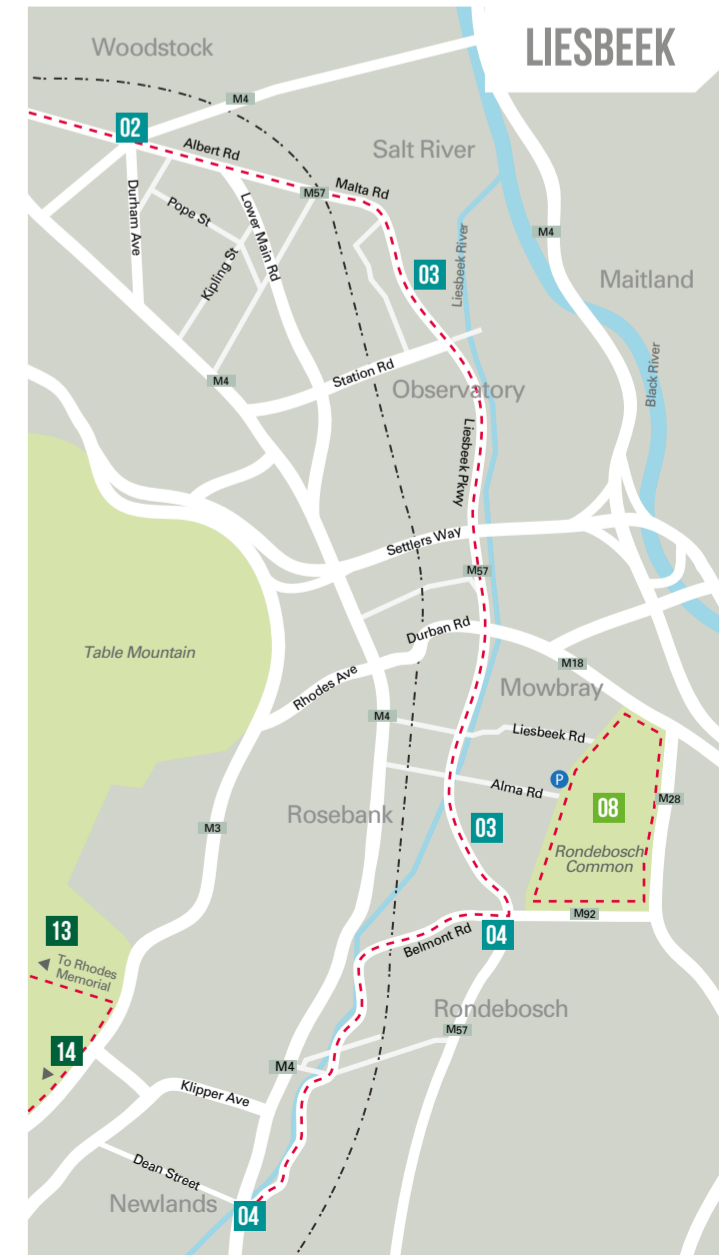 LIESBEEK
Woodstock
M4
02
Albert Rd
Salt River
M57
Malta Rd
Durham Ave
Pope St
Lower Main Rd
Kipling St
Liesbeek River
M4
03
Maitland
Black River
M4
Station Rd
Observatory
Liesbeek Pkwy
Settlers Way
M57
Durban Rd
Table Mountain
M18
Rhodes Ave
Mowbray
M4
Liesbeek Rd
P
Alma Rd
M28
08
Rosebank
03
M3
Rondebosch
Common
M92
13
04
Belmont Rd
To Rhodes
Memorial
Rondebosch
M57
14
M4
Klipper Ave
Dean Street
Newlands
04